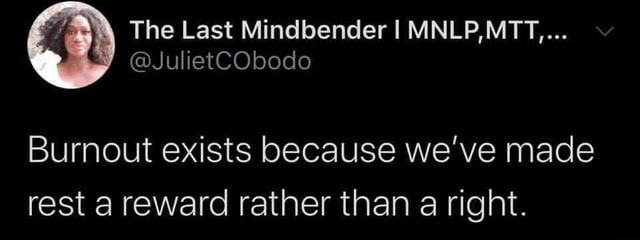 The Last Mindbender I MNLP,MTT,...
@JulietCObodo
Burnout exists because we've made
rest a reward rather than a right.